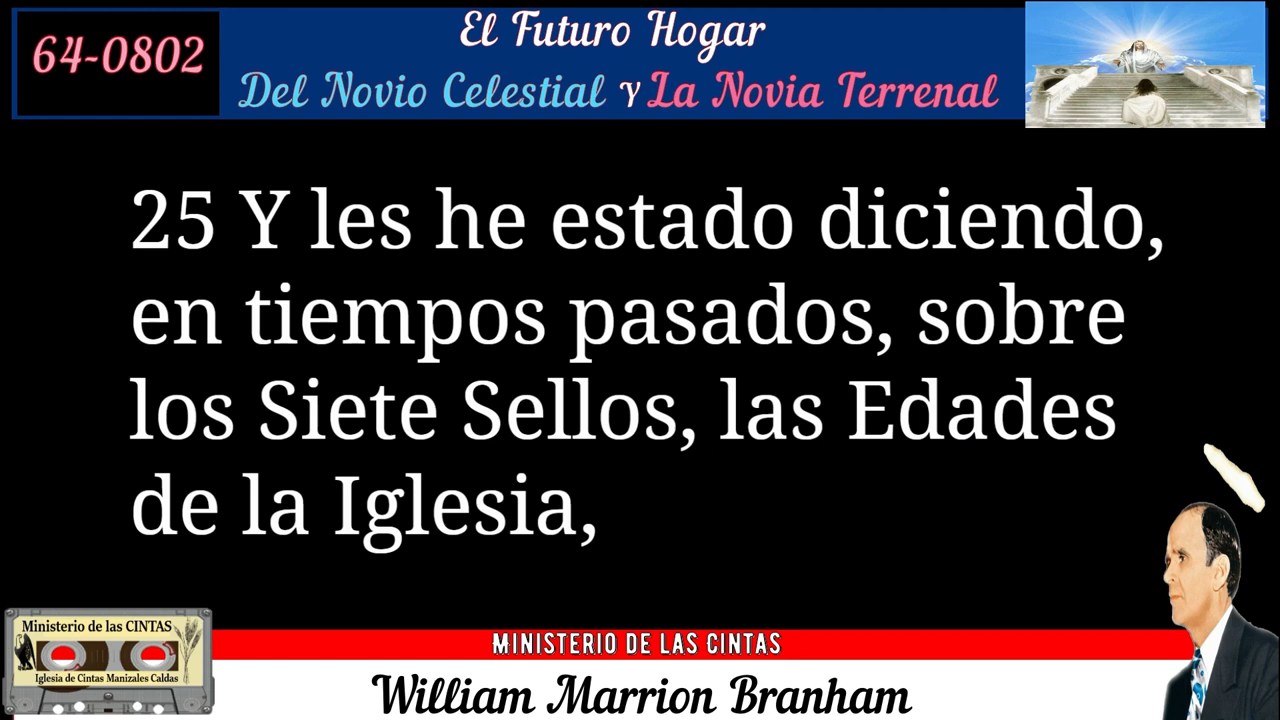 64-0802
El Futuro Hogar
Del Novio Celestial Y La Novia Terrenal
25 Y les he estado diciendo,
en tiempos pasados, sobre
los Siete Sellos, las Edades
de la Iglesia,
Ministerio de las CINTAS
Iglesia de Cintas Manizales Caldas
MINISTERIO DE LAS CINTAS
William Marrion Branham